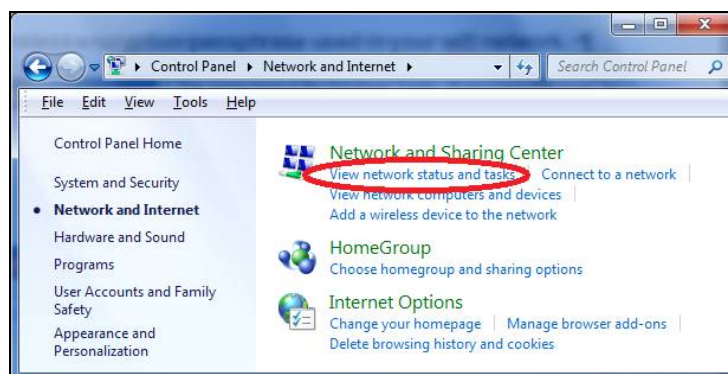 Control Panel Network and Internet Search Control Panel
File Edit View Tools Help
Control Panel Home
System and Security
Network and Internet
Hardware and Sound
Programs
User Accounts and Family
Safety
Appearance and
Personalization
Network and Sharing Center
View network status and tasks Connect to a network
View network computers and devices
Add a wireless device to the network
HomeGroup
Choose homegroup and sharing options
Internet Options
Change your homepage Manage browser add-ons
Delete browsing history and cookies